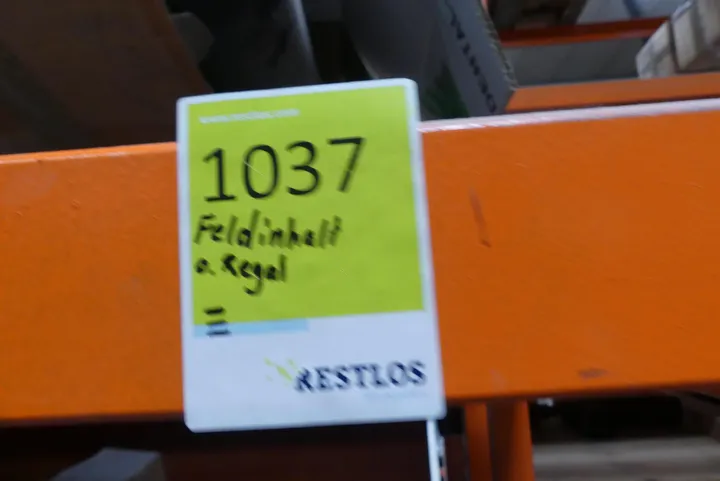 1037
Feldinhalt
o. Regal
RESTLOS